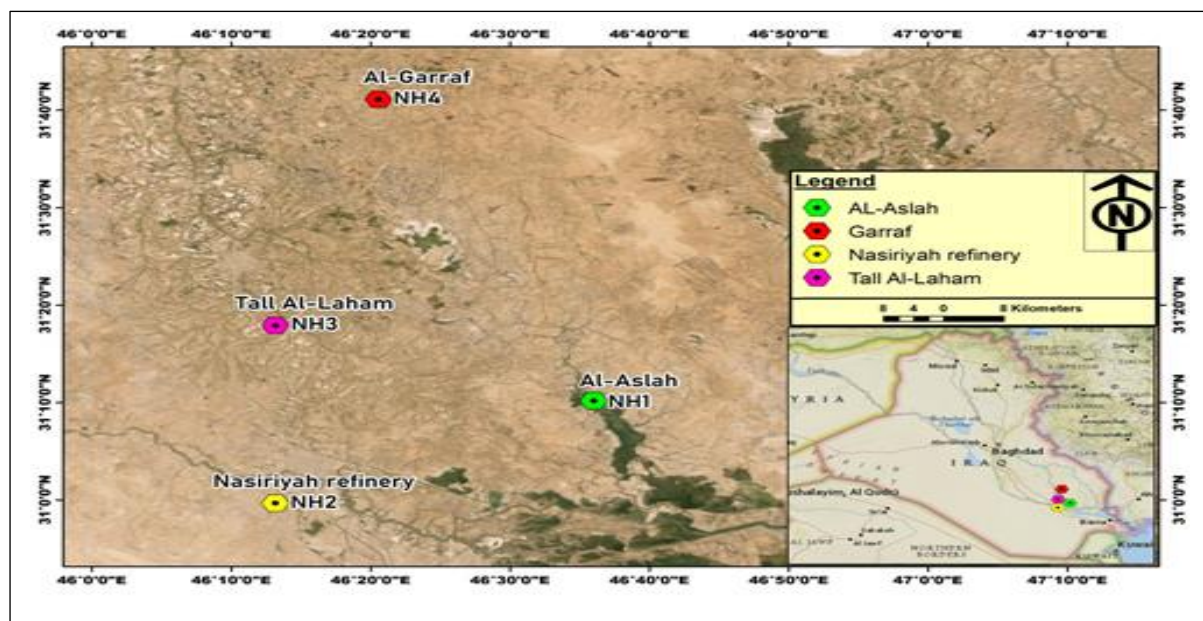 46°0'0"E 46°10'0"E 46°20'0"E 46°30'0"E 46°40'0"E 46°50'0"E 47°0'0"E 47°10'0"E
31°40'0"N
31°30'0"N
31°20'0"N
31°10'0"N
31°0'0"N
Al-Garraf
NH4
Tall Al-Laham
NH3
Al-Aslah
NH1
Nasiriyah refinery
NH2
Legend
AL-Aslah
Garraf
Nasiriyah refinery
Tall Al-Laham
N
8 4 0 8 Kilometers
Baghdad
IRAQ
NORTHERN
BORDERS
Kuwai
31°40'0"N
31°30'0"N
31°20'0"N
31°10'0"N
31°0'0"N
46°0'0"E 46°10'0"E 46°20'0"E 46°30'0"E 46°40'0"E 46°50'0"E 47°0'0"E 47°10'0"E